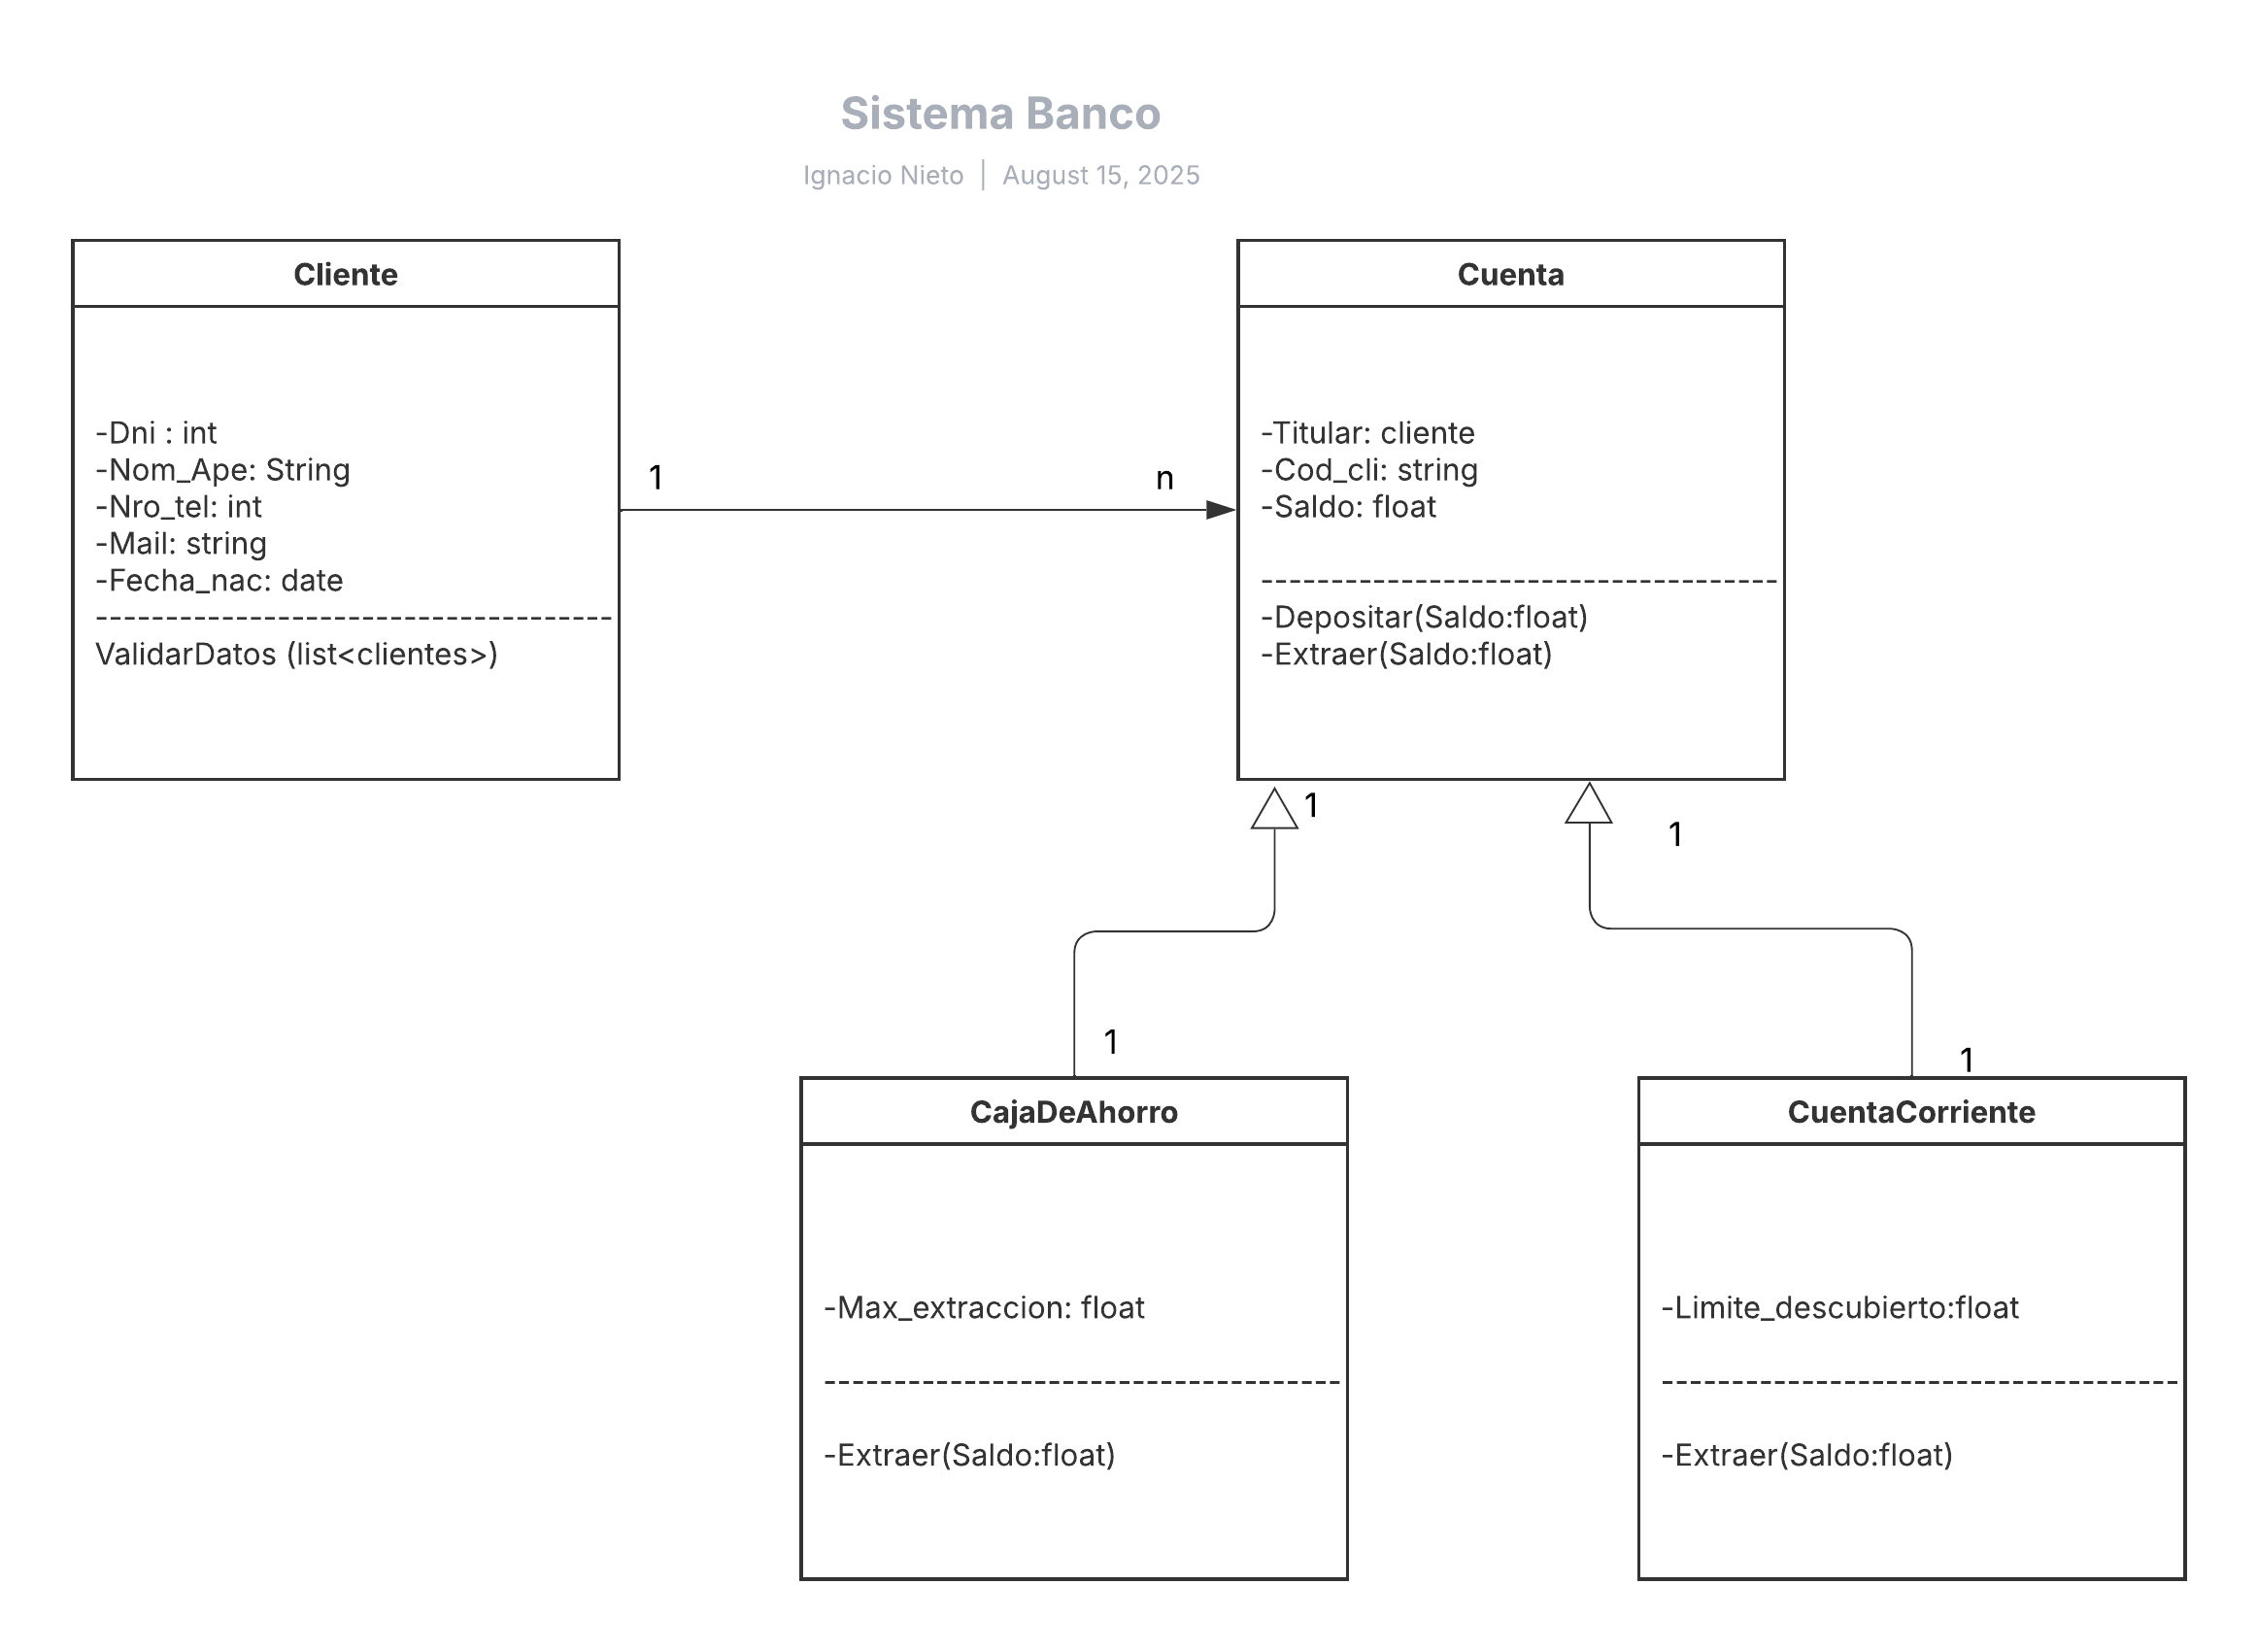 Sistema Banco
Ignacio Nieto | August 15, 2025
Cliente
-Dni : int
-Nom_Ape: String
-Nro_tel: int
-Mail: string
-Fecha_nac: date
-------------------------------------
ValidarDatos (list<clientes>)
1
n
Cuenta
-Titular: cliente
-Cod_cli: string
-Saldo: float
-------------------------------------
-Depositar(Saldo:float)
-Extraer(Saldo:float)
1
1
1
1
CajaDeAhorro
-Max_extraccion: float
-------------------------------------
-Extraer(Saldo:float)
CuentaCorriente
-Limite_descubierto:float
-------------------------------------
-Extraer(Saldo:float)